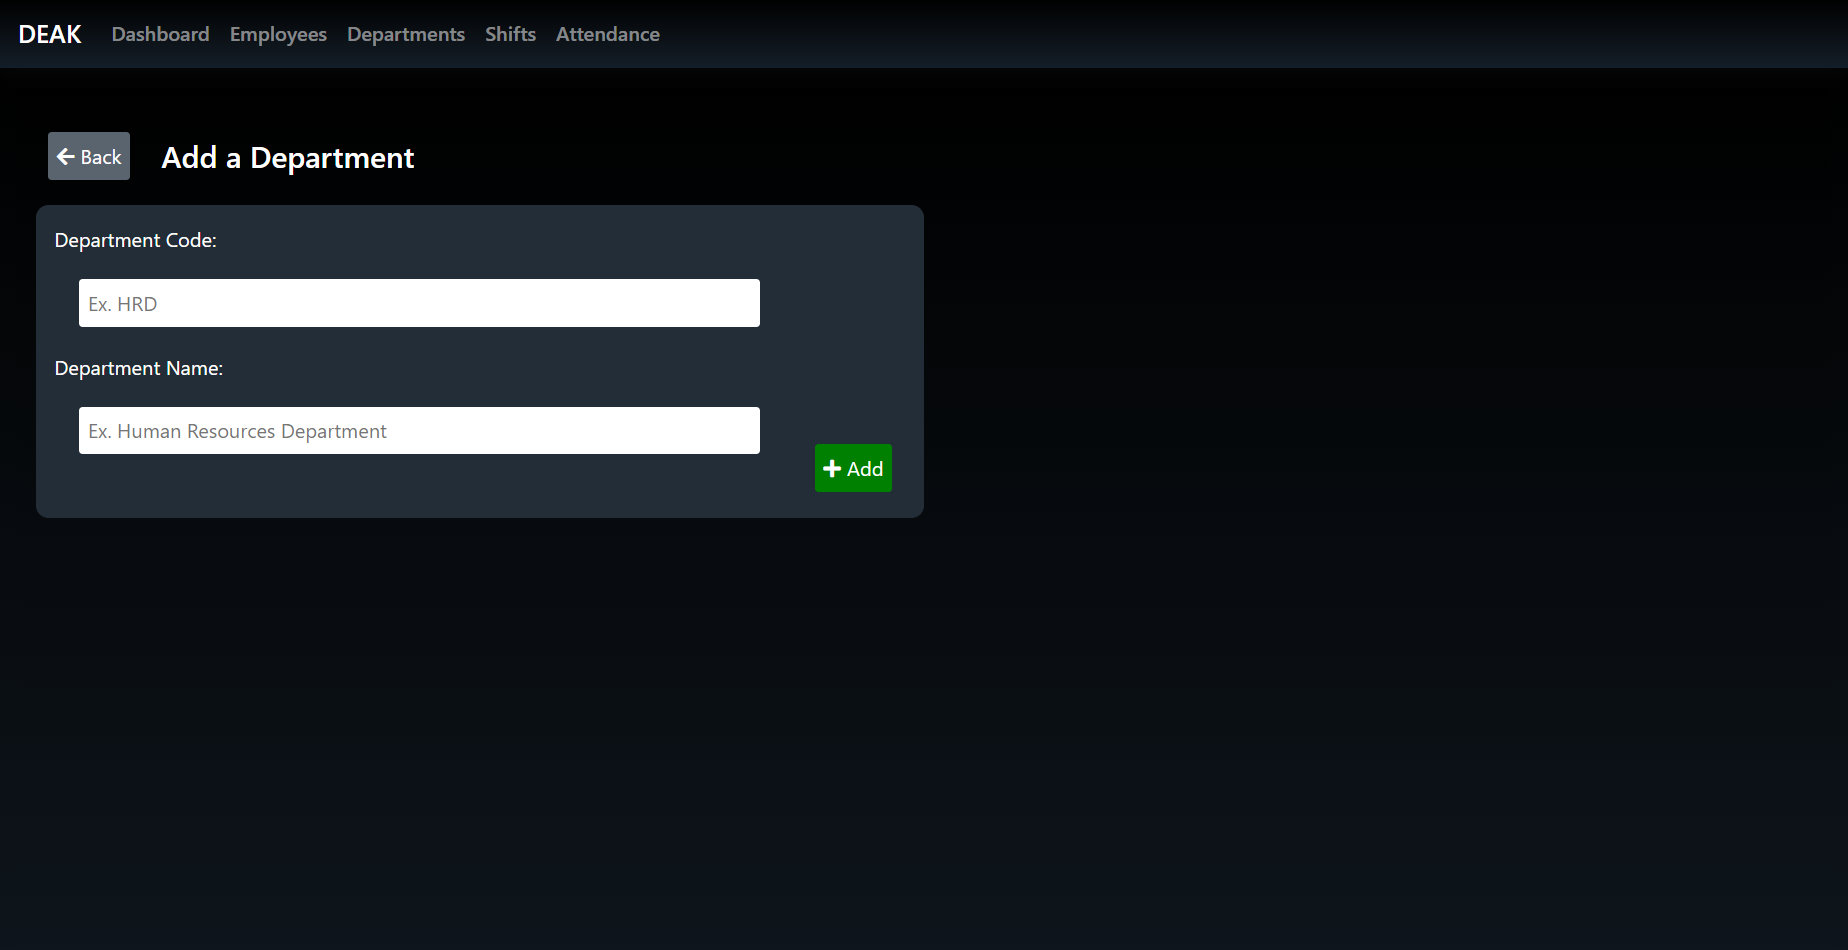 DEAK Dashboard Employees Departments Shifts Attendance
Back Add a Department
Department Code:
Ex. HRD
Department Name:
Ex. Human Resources Department
Add